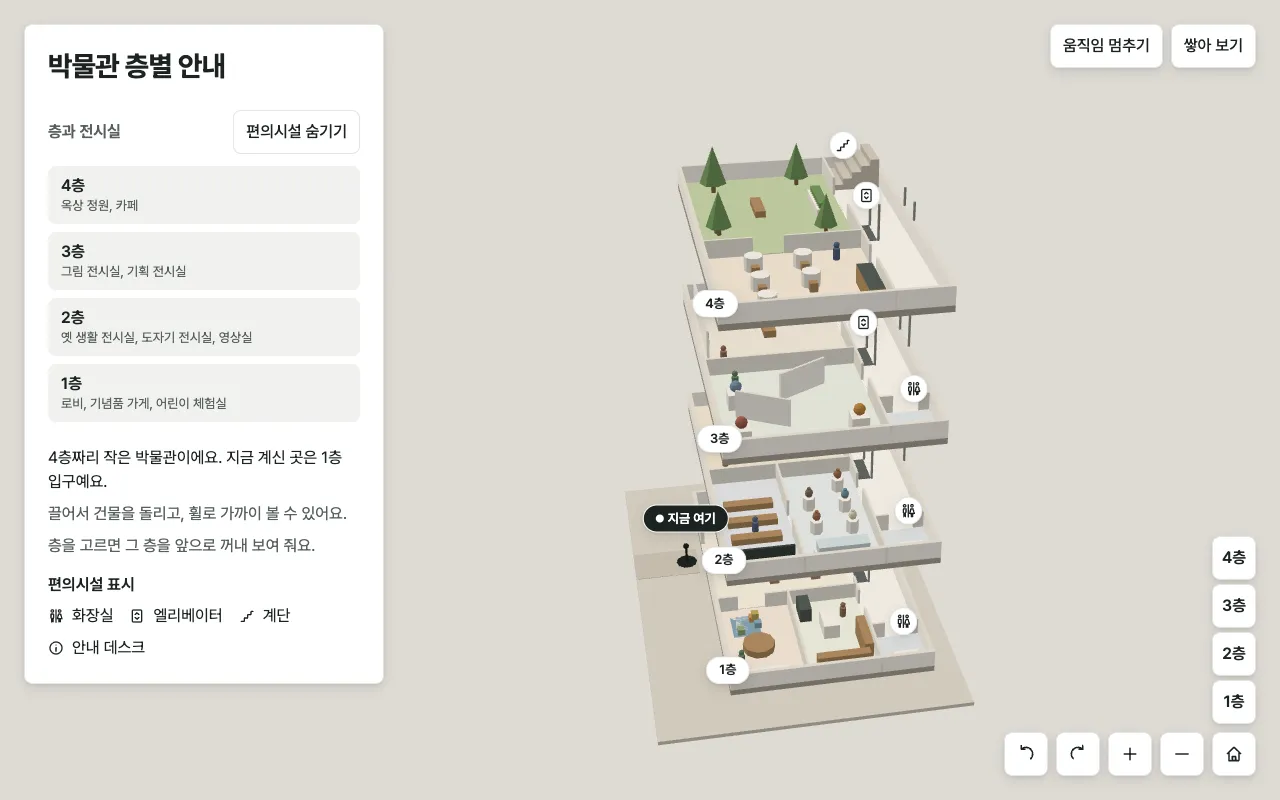 박물관 층별 안내
층과 전시실
편의시설 숨기기
4층
옥상 정원, 카페
3층
그림 전시실, 기획 전시실
2층
옛 생활 전시실, 도자기 전시실, 영상실
1층
로비, 기념품 가게, 어린이 체험실
4층짜리 작은 박물관이에요. 지금 계신 곳은 1층
입구예요.
끌어서 건물을 돌리고, 휠로 가까이 볼 수 있어요.
층을 고르면 그 층을 앞으로 꺼내 보여 줘요.
편의시설 표시
화장실 엘리베이터 계단
안내 데스크
움직임 멈추기
쌓아 보기
4층
3층
지금 여기
2층
1층
4층
3층
2층
1층